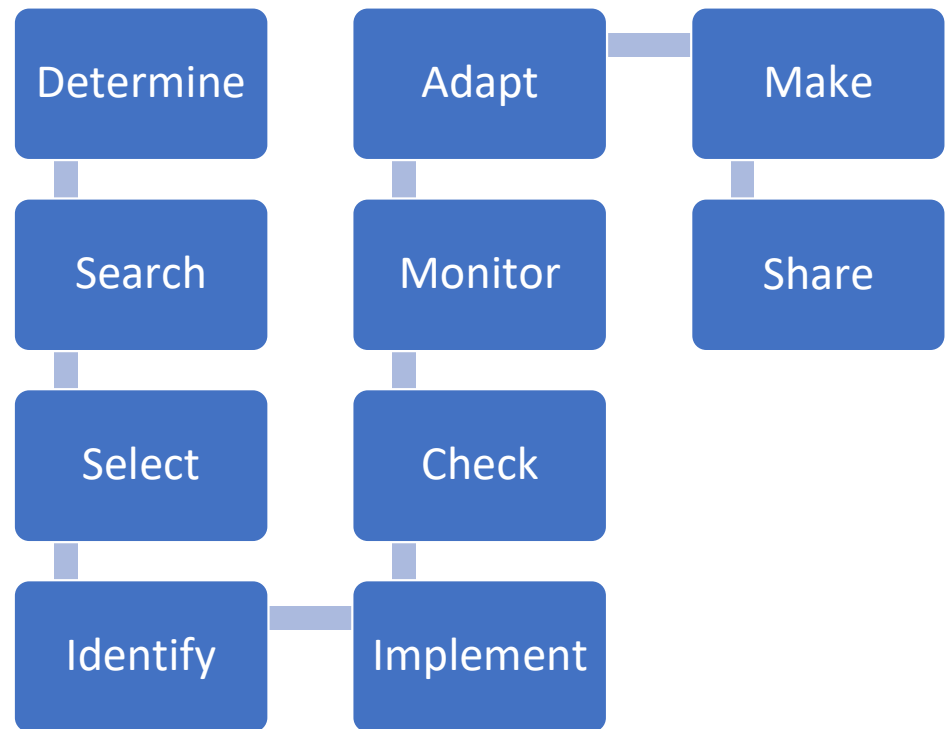 Determine
Search
Select
Identify
Implement
Check
Monitor
Adapt
Make
Share